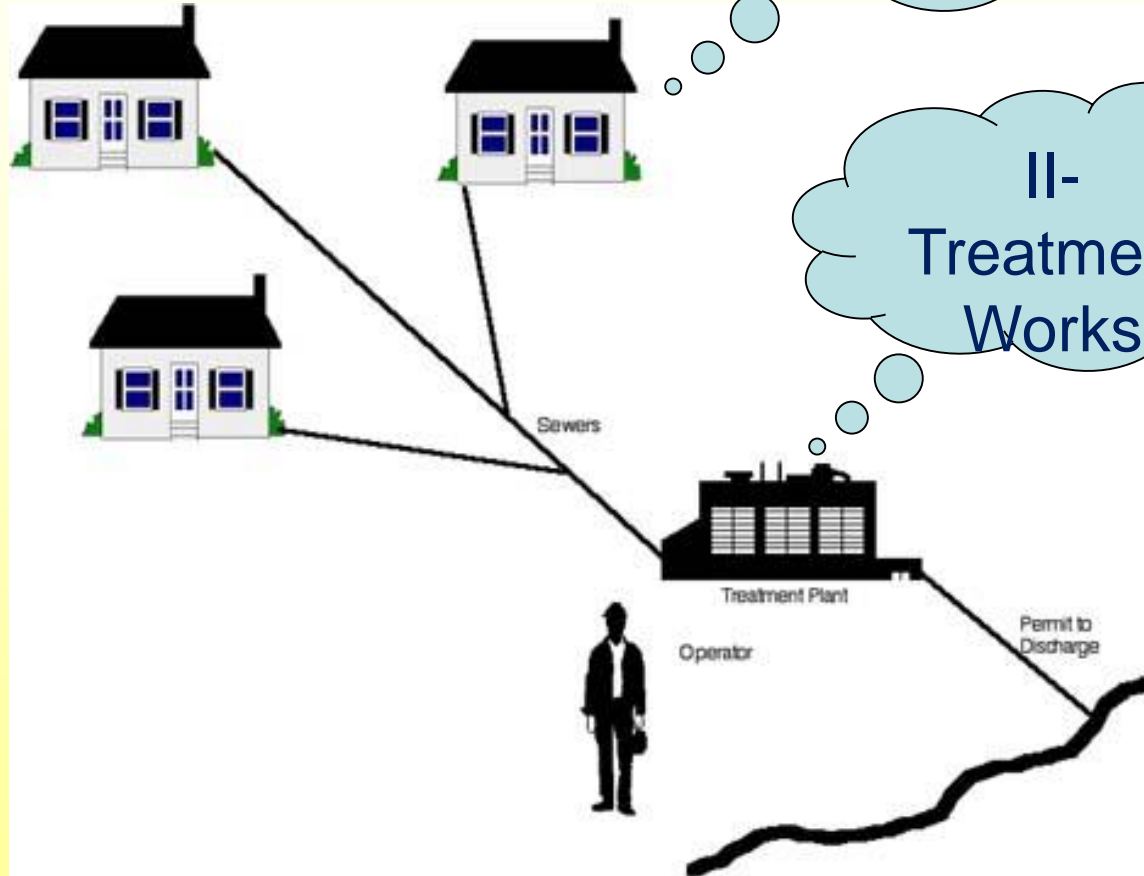 II-
Treatme
Works
Sewers
Treatment Plant
Operator
Permit to
Discharge